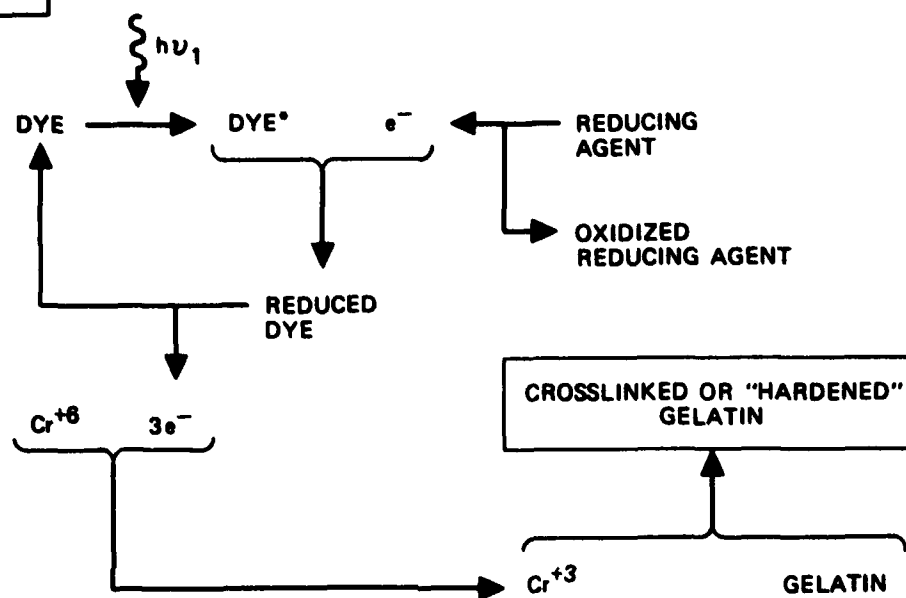 hν₁
DYE
DYE*
e⁻
REDUCING
AGENT
OXIDIZED
REDUCING AGENT
REDUCED
DYE
Cr⁺⁶
3e⁻
CROSSLINKED OR "HARDENED"
GELATIN
Cr⁺³
GELATIN